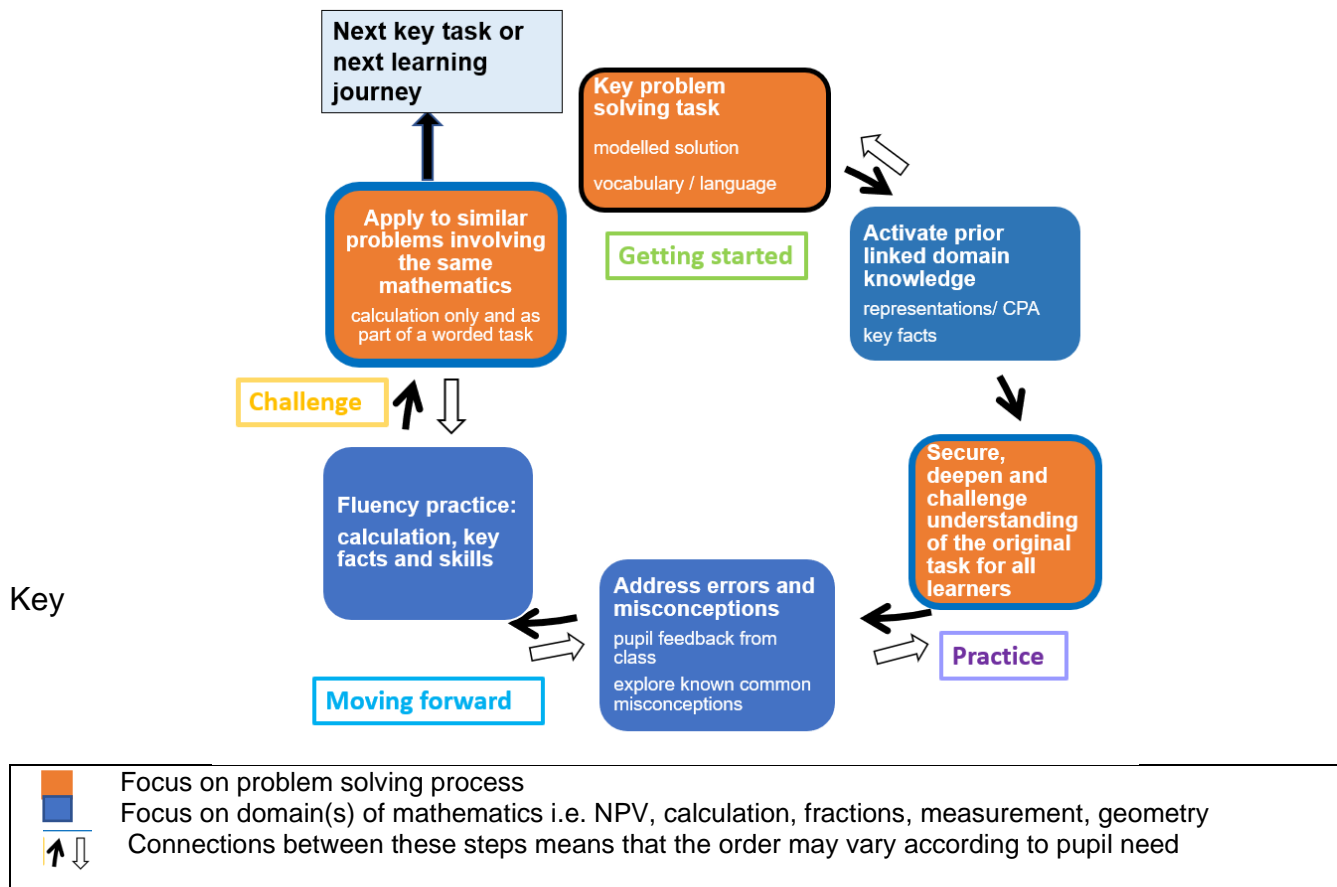 Next key task or
next learning
journey
Key problem
solving task
modelled solution
vocabulary / language
Getting started
Activate prior
linked domain
knowledge
representations/ CPA
key facts
Secure,
deepen and
challenge
understanding
of the original
task for all
learners
Practice
Address errors and
misconceptions
pupil feedback from
class
explore known common
misconceptions
Moving forward
Fluency practice:
calculation, key
facts and skills
Challenge
Apply to similar
problems involving
the same
mathematics
calculation only and as
part of a worded task
Key
Focus on problem solving process
Focus on domain(s) of mathematics i.e. NPV, calculation, fractions, measurement, geometry
Connections between these steps means that the order may vary according to pupil need